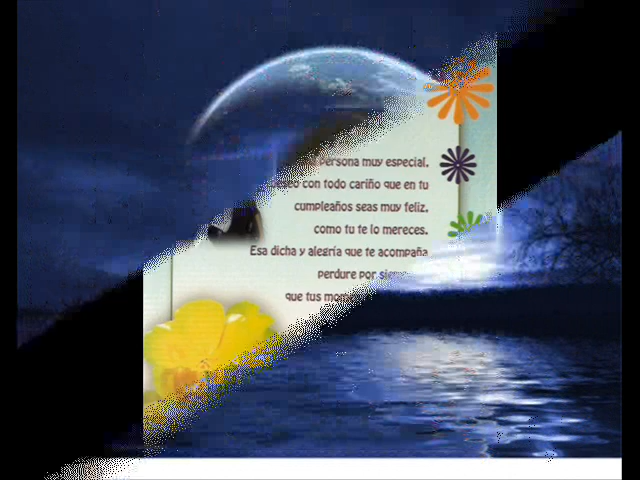 persona muy especial.
con todo cariño que en tu
cumpleaños seas muy feliz.
como tu te lo mereces.
Esa dicha y alegría que te acompaña
perdure por
que tus